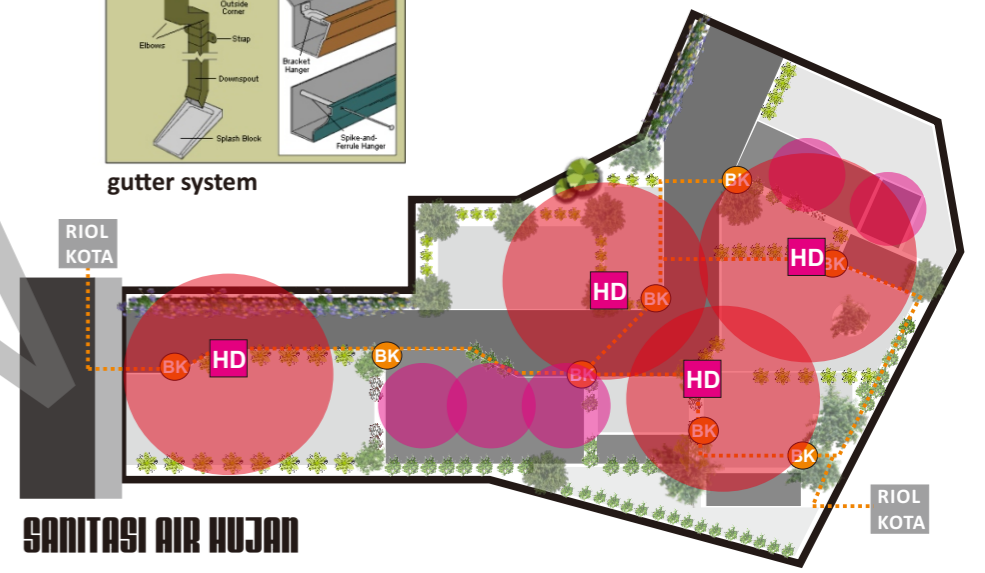 Outside
Corner
Elbows
Strap
Downspout
Splash Block
Bracket
Hanger
Spike-and-
Ferrule Hanger
gutter system
RIOL
KOTA
BK
HD
BK
HD
BK
BK
BK
HD
BK
HD
BK
BK
RIOL
KOTA
SANITASI AIR HUJAN